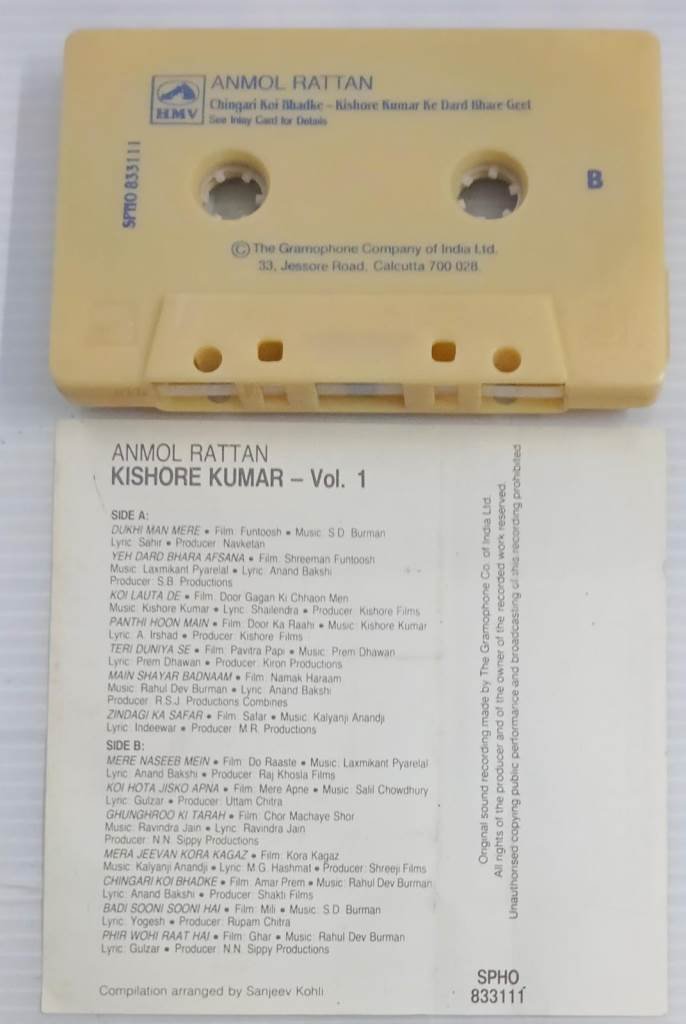 HMV
ANMOL RATTAN
Chingari Koi Bhadke – Kishore Kumar Ke Dard Bhare Geet
See Inlay Card for Details
SPHO 833111
B
© The Gramophone Company of India Ltd.
33, Jessore Road, Calcutta 700 028
ANMOL RATTAN
KISHORE KUMAR – Vol. 1
SIDE A:
DUKHI MAN MERE • Film: Funtoosh • Music: S.D. Burman
Lyric: Sahir • Producer: Navketan
YEH DARD BHARA AFSANA • Film: Shreeman Funtoosh
Music: Laxmikant Pyarelal • Lyric: Anand Bakshi
Producer: S.B. Productions
KOI LAUTA DE • Film: Door Gagan Ki Chhaon Men
Music: Kishore Kumar • Lyric: Shailendra • Producer: Kishore Films
PANTHI HOON MAIN • Film: Door Ka Raahi • Music: Kishore Kumar
Lyric: A. Irshad • Producer: Kishore Films
TERI DUNIYA SE • Film: Pavitra Papi • Music: Prem Dhawan
Lyric: Prem Dhawan • Producer: Kiron Productions
MAIN SHAYAR BADNAAM • Film: Namak Haraam
Music: Rahul Dev Burman • Lyric: Anand Bakshi
Producer: R.S.J. Productions Combines
ZINDAGI KA SAFAR • Film: Safar • Music: Kalyanji Anandji
Lyric: Indeewar • Producer: M.R. Productions
SIDE B:
MERE NASEEB MEIN • Film: Do Raaste • Music: Laxmikant Pyarelal
Lyric: Anand Bakshi • Producer: Raj Khosla Films
KOI HOTA JISKO APNA • Film: Mere Apne • Music: Salil Chowdhury
Lyric: Gulzar • Producer: Uttam Chitra
GHUNGHROO KI TARAH • Film: Chor Machaye Shor
Music: Ravindra Jain • Lyric: Ravindra Jain
Producer: N.N. Sippy Productions
MERA JEEVAN KORA KAGAZ • Film: Kora Kagaz
Music: Kalyanji Anandji • Lyric: M.G. Hashmat • Producer: Shreeji Films
CHINGARI KOI BHADKE • Film: Amar Prem • Music: Rahul Dev Burman
Lyric: Anand Bakshi • Producer: Shakti Films
BADI SOONI SOONI HAI • Film: Mili • Music: S.D. Burman
Lyric: Yogesh • Producer: Rupam Chitra
PHIR WOHI RAAT HAI • Film: Ghar • Music: Rahul Dev Burman
Lyric: Gulzar • Producer: N.N. Sippy Productions
Compilation arranged by Sanjeev Kohli
Original sound recording made by The Gramophone Co. of India Ltd.
All rights of the producer and of the owner of the recorded work reserved.
Unauthorised copying public performance and broadcasting of this recording prohibited
SPHO
833111